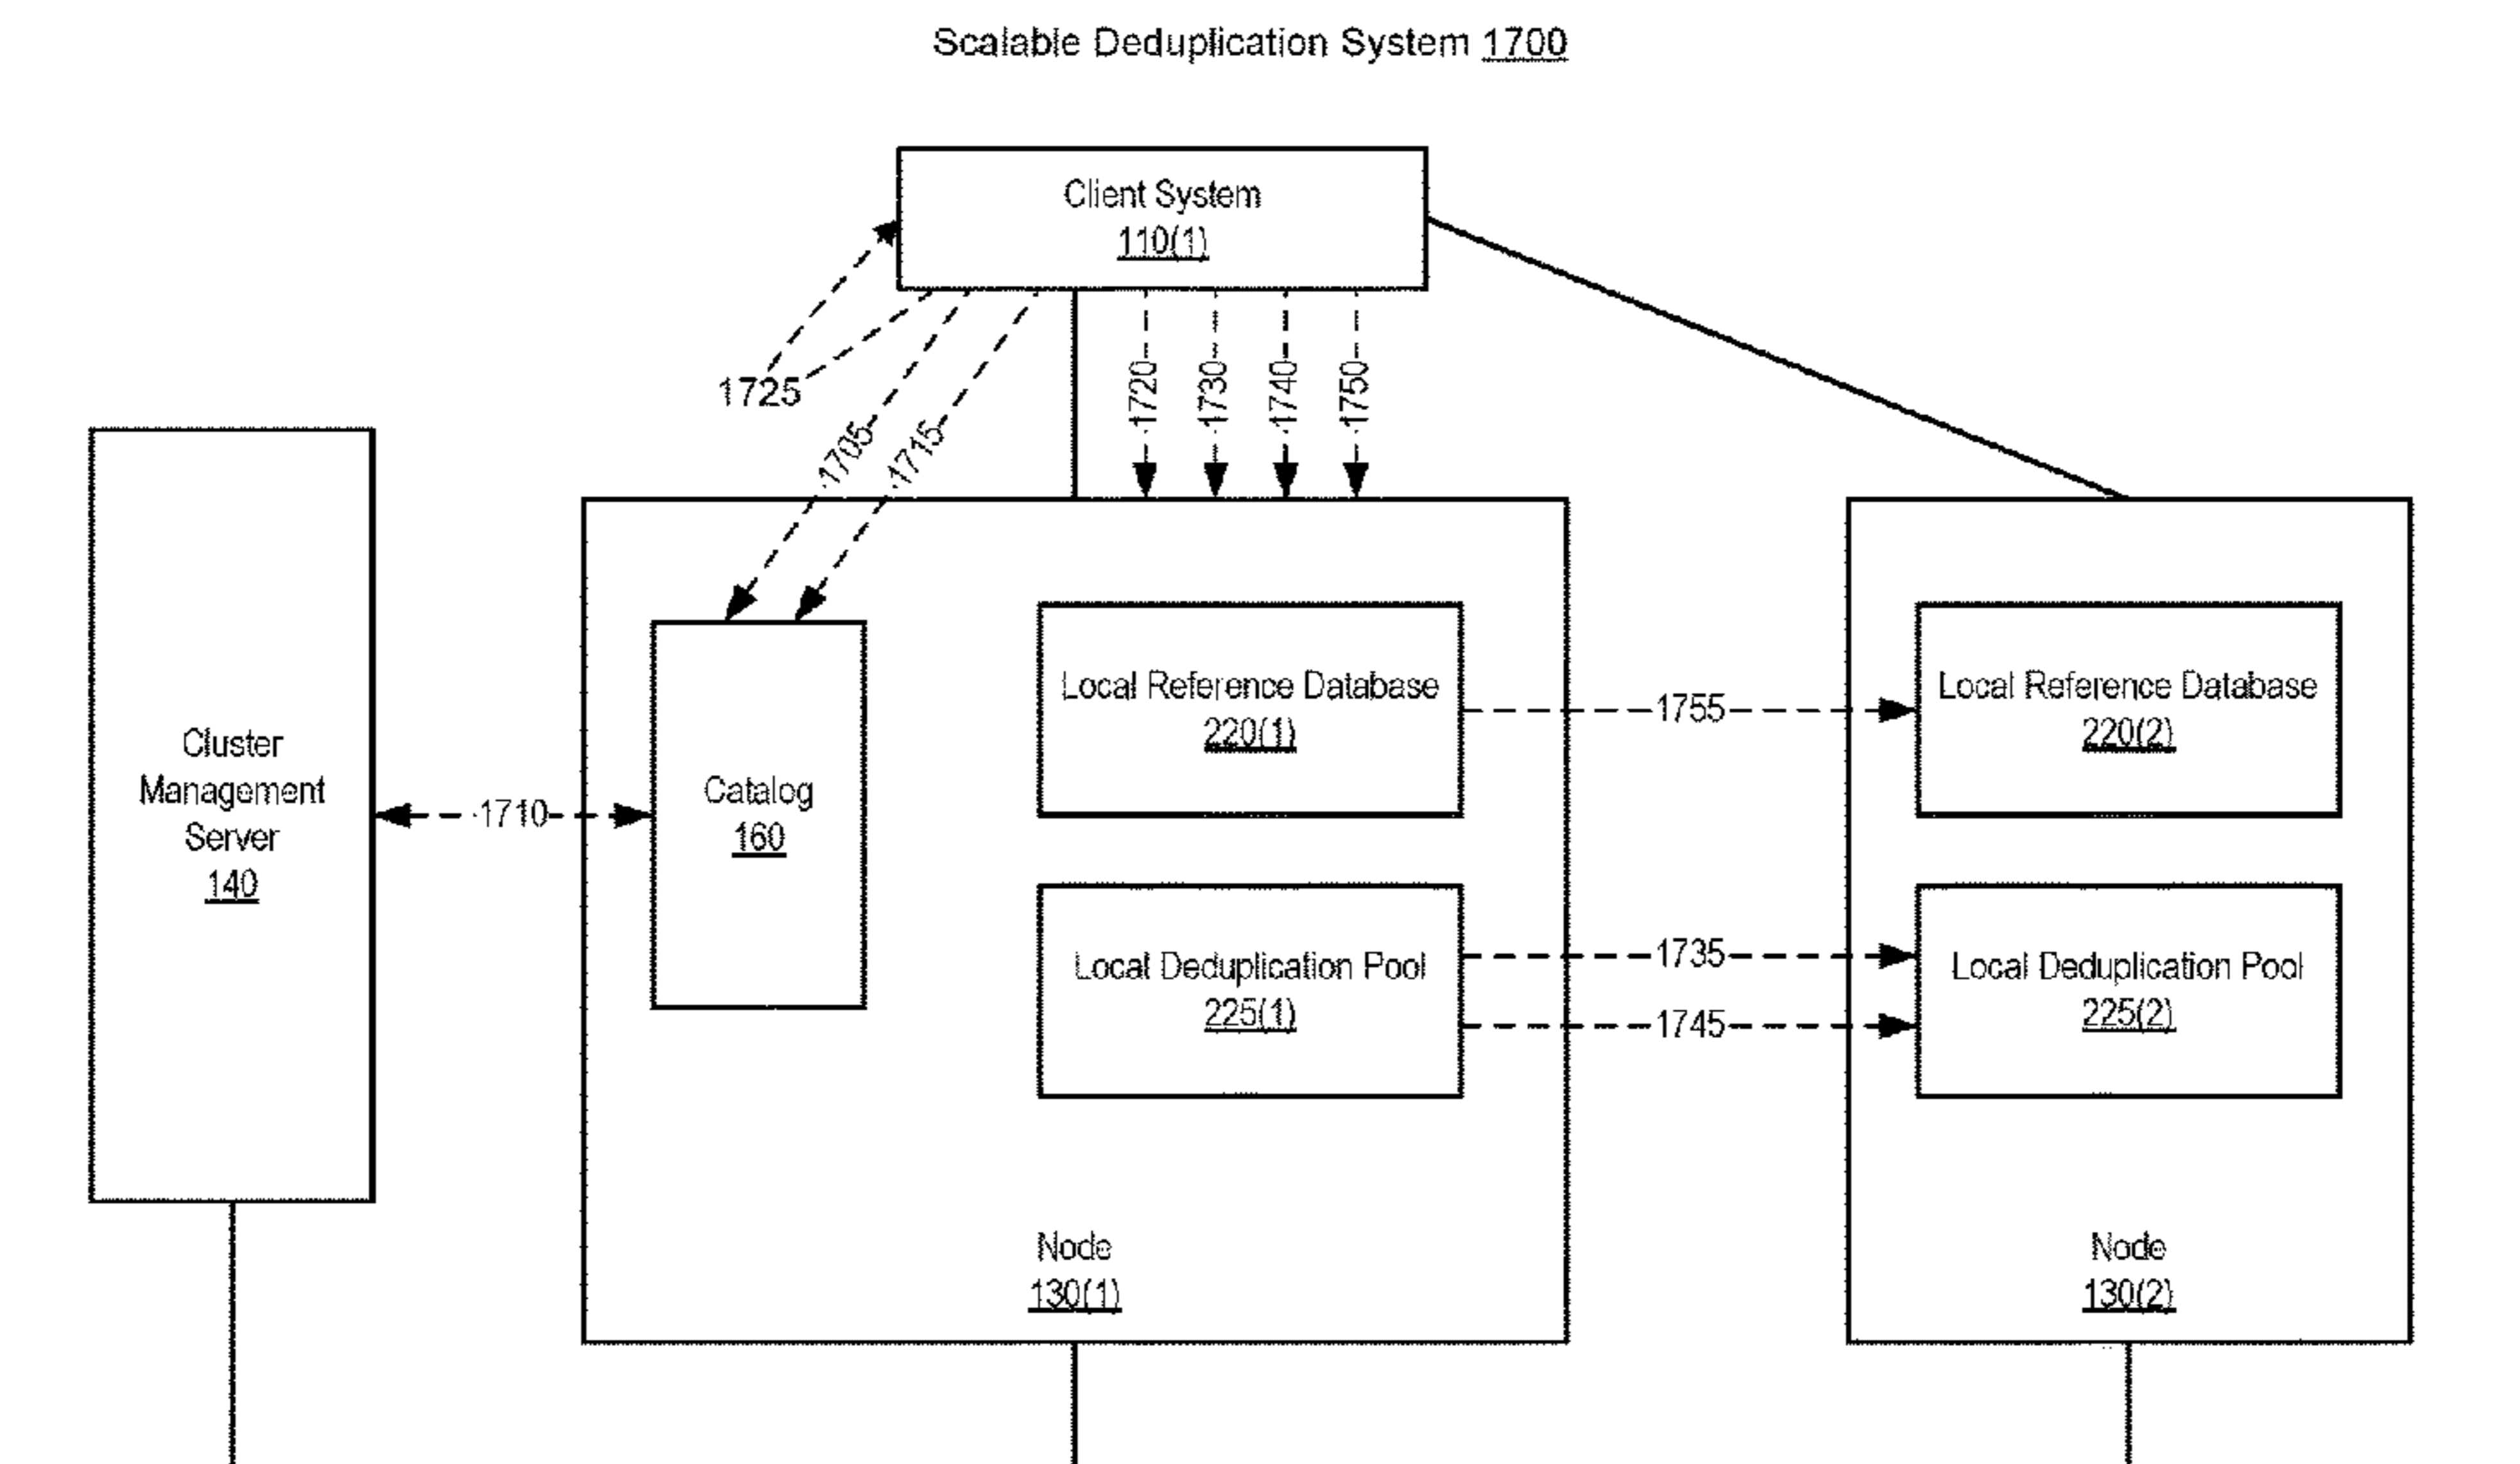 Scalable Deduplication System 1700
Client System
110(1)
1725
1705
1715
1720
1730
1740
1750
Cluster
Management
Server
140
1710
Catalog
160
Local Reference Database
220(1)
1755
Local Reference Database
220(2)
Local Deduplication Pool
225(1)
1735
1745
Local Deduplication Pool
225(2)
Node
130(1)
Node
130(2)